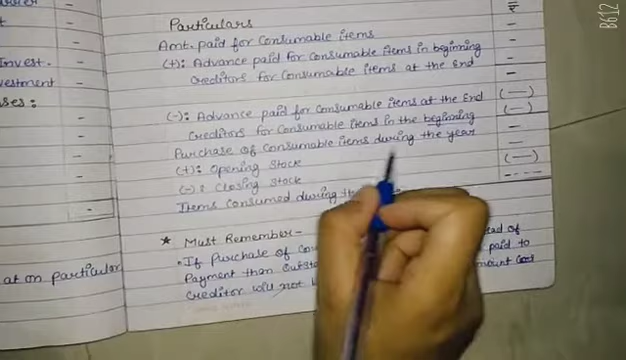 Invest.
vestment
ses:
at on particular
Particulars
₹
Amt. paid for Consumable items
(+): Advance paid for Consumable items in beginning
Creditors for Consumable items at the end
(-): Advance paid for Consumable items at the end (—)
Creditors for Consumable items in the beginning (—)
Purchase of Consumable items during the year
(+): Opening Stock
(-): Closing Stock (—)
Items Consumed during
★ Must Remember-
• If Purchase of
Payment than paid to
Creditor will not
B612